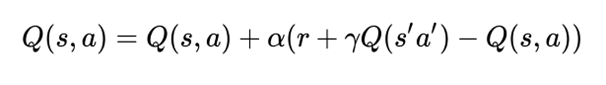 Q(s, a) = Q(s, a) + α(r + γQ(s′a′) − Q(s, a))